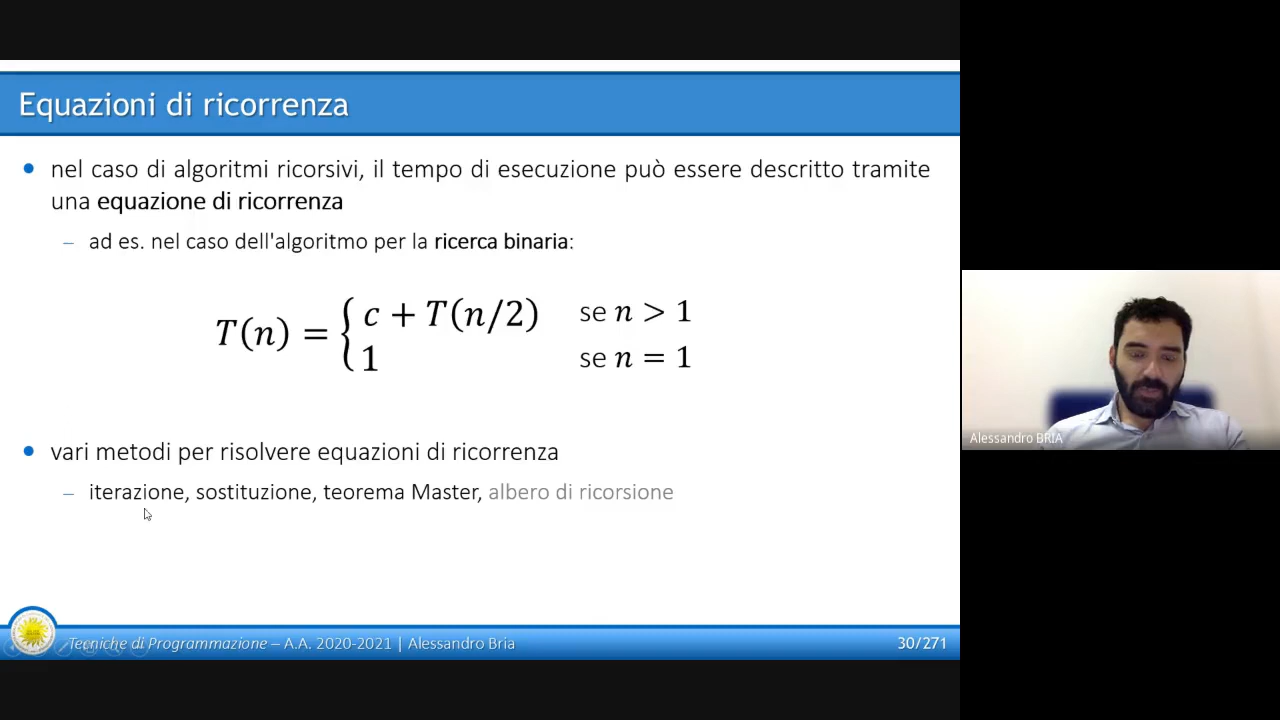 Equazioni di ricorrenza
• nel caso di algoritmi ricorsivi, il tempo di esecuzione può essere descritto tramite
una equazione di ricorrenza
– ad es. nel caso dell'algoritmo per la ricerca binaria:
T(n) = { c + T(n/2) se n > 1
1 se n = 1
• vari metodi per risolvere equazioni di ricorrenza
– iterazione, sostituzione, teorema Master, albero di ricorsione
Alessandro BRIA
Tecniche di Programmazione – A.A. 2020-2021 | Alessandro Bria
30/271